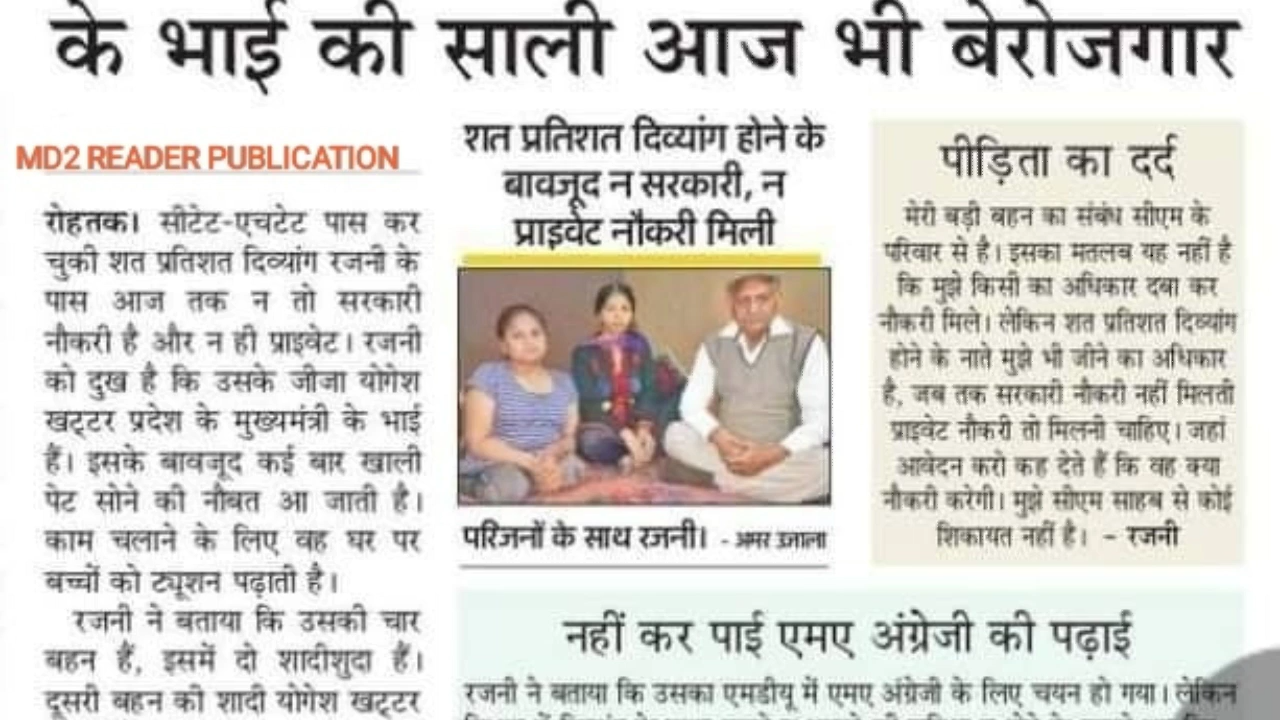 के भाई की साली आज भी बेरोजगार
MD2 READER PUBLICATION
रोहतक। सीटेट-एचटेट पास कर
चुकी शत प्रतिशत दिव्यांग रजनी के
पास आज तक न तो सरकारी
नौकरी है और न ही प्राइवेट। रजनी
को दुख है कि उसके जीजा योगेश
खट्टर प्रदेश के मुख्यमंत्री के भाई
हैं। इसके बावजूद कई बार खाली
पेट सोने की नौबत आ जाती है।
काम चलाने के लिए वह घर पर
बच्चों को ट्यूशन पढ़ाती है।
रजनी ने बताया कि उसकी चार
बहन हैं, इसमें दो शादीशुदा हैं।
दूसरी बहन की शादी योगेश खट्टर
शत प्रतिशत दिव्यांग होने के
बावजूद न सरकारी, न
प्राइवेट नौकरी मिली
परिजनों के साथ रजनी। - अमर उजाला
पीड़िता का दर्द
मेरी बड़ी बहन का संबंध सीएम के
परिवार से है। इसका मतलब यह नहीं है
कि मुझे किसी का अधिकार दबा कर
नौकरी मिले। लेकिन शत प्रतिशत दिव्यांग
होने के नाते मुझे भी जीने का अधिकार
है, जब तक सरकारी नौकरी नहीं मिलती
प्राइवेट नौकरी तो मिलनी चाहिए। जहां
आवेदन करो कह देते हैं कि वह क्या
नौकरी करेगी। मुझे सीएम साहब से कोई
शिकायत नहीं है। - रजनी
नहीं कर पाई एमए अंग्रेजी की पढ़ाई
रजनी ने बताया कि उसका एमडीयू में एमए अंग्रेजी के लिए चयन हो गया। लेकिन